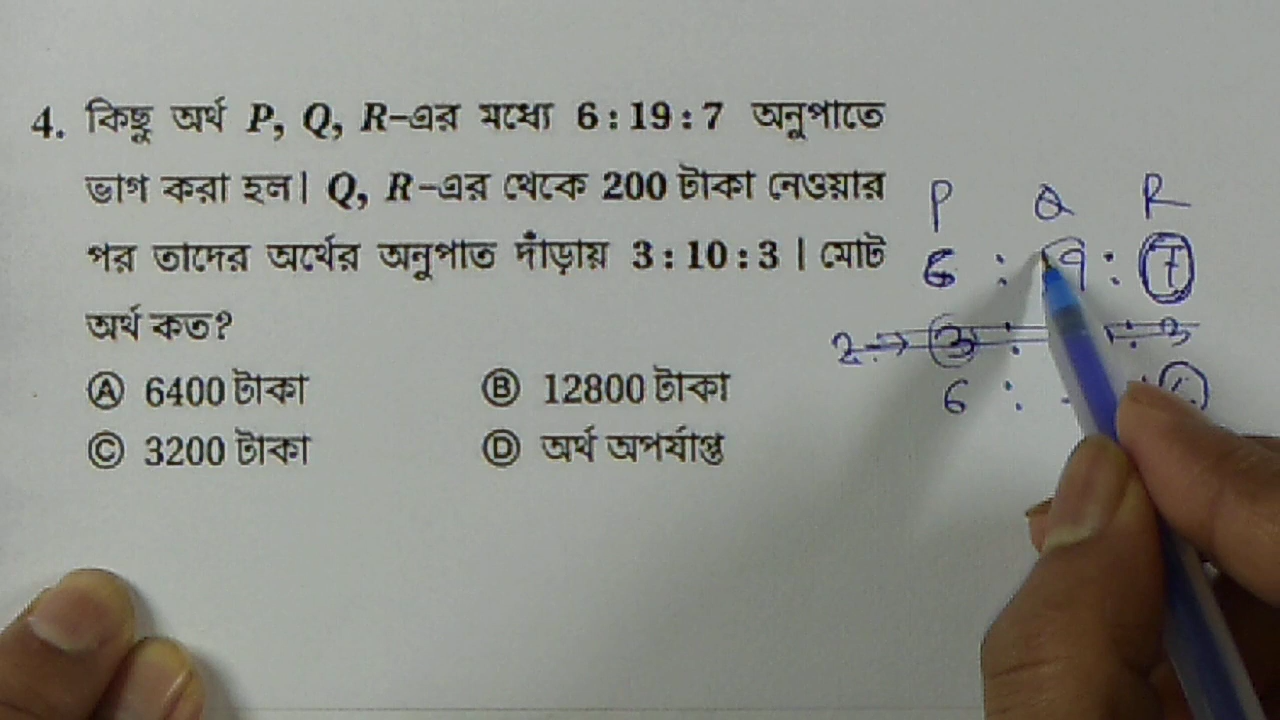 4. কিছু অর্থ P, Q, R-এর মধ্যে 6 : 19 : 7 অনুপাতে
ভাগ করা হল। Q, R-এর থেকে 200 টাকা নেওয়ার
পর তাদের অর্থের অনুপাত দাঁড়ায় 3 : 10 : 3 । মোট
অর্থ কত?
Ⓐ 6400 টাকা Ⓑ 12800 টাকা
Ⓒ 3200 টাকা Ⓓ অর্থ অপর্যাপ্ত
P Q R
6 : 19 : 7
2 → 3 : : 3
6 :